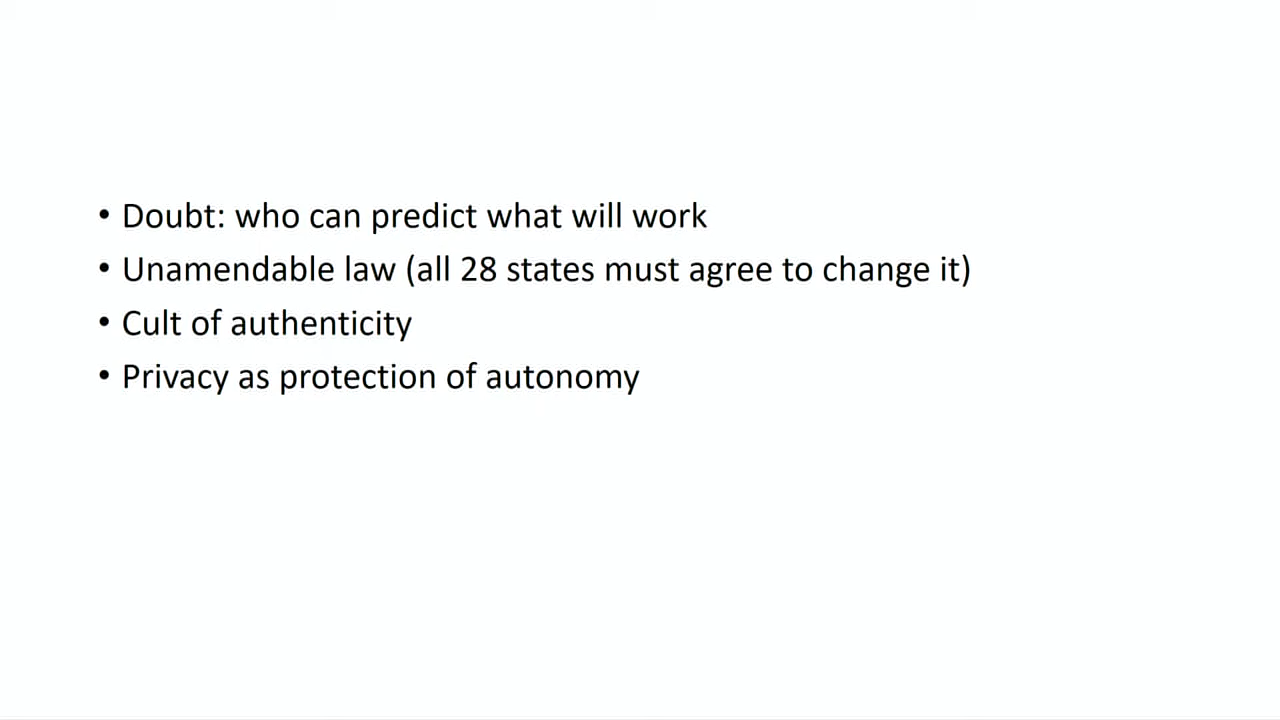 • Doubt: who can predict what will work
• Unamendable law (all 28 states must agree to change it)
• Cult of authenticity
• Privacy as protection of autonomy